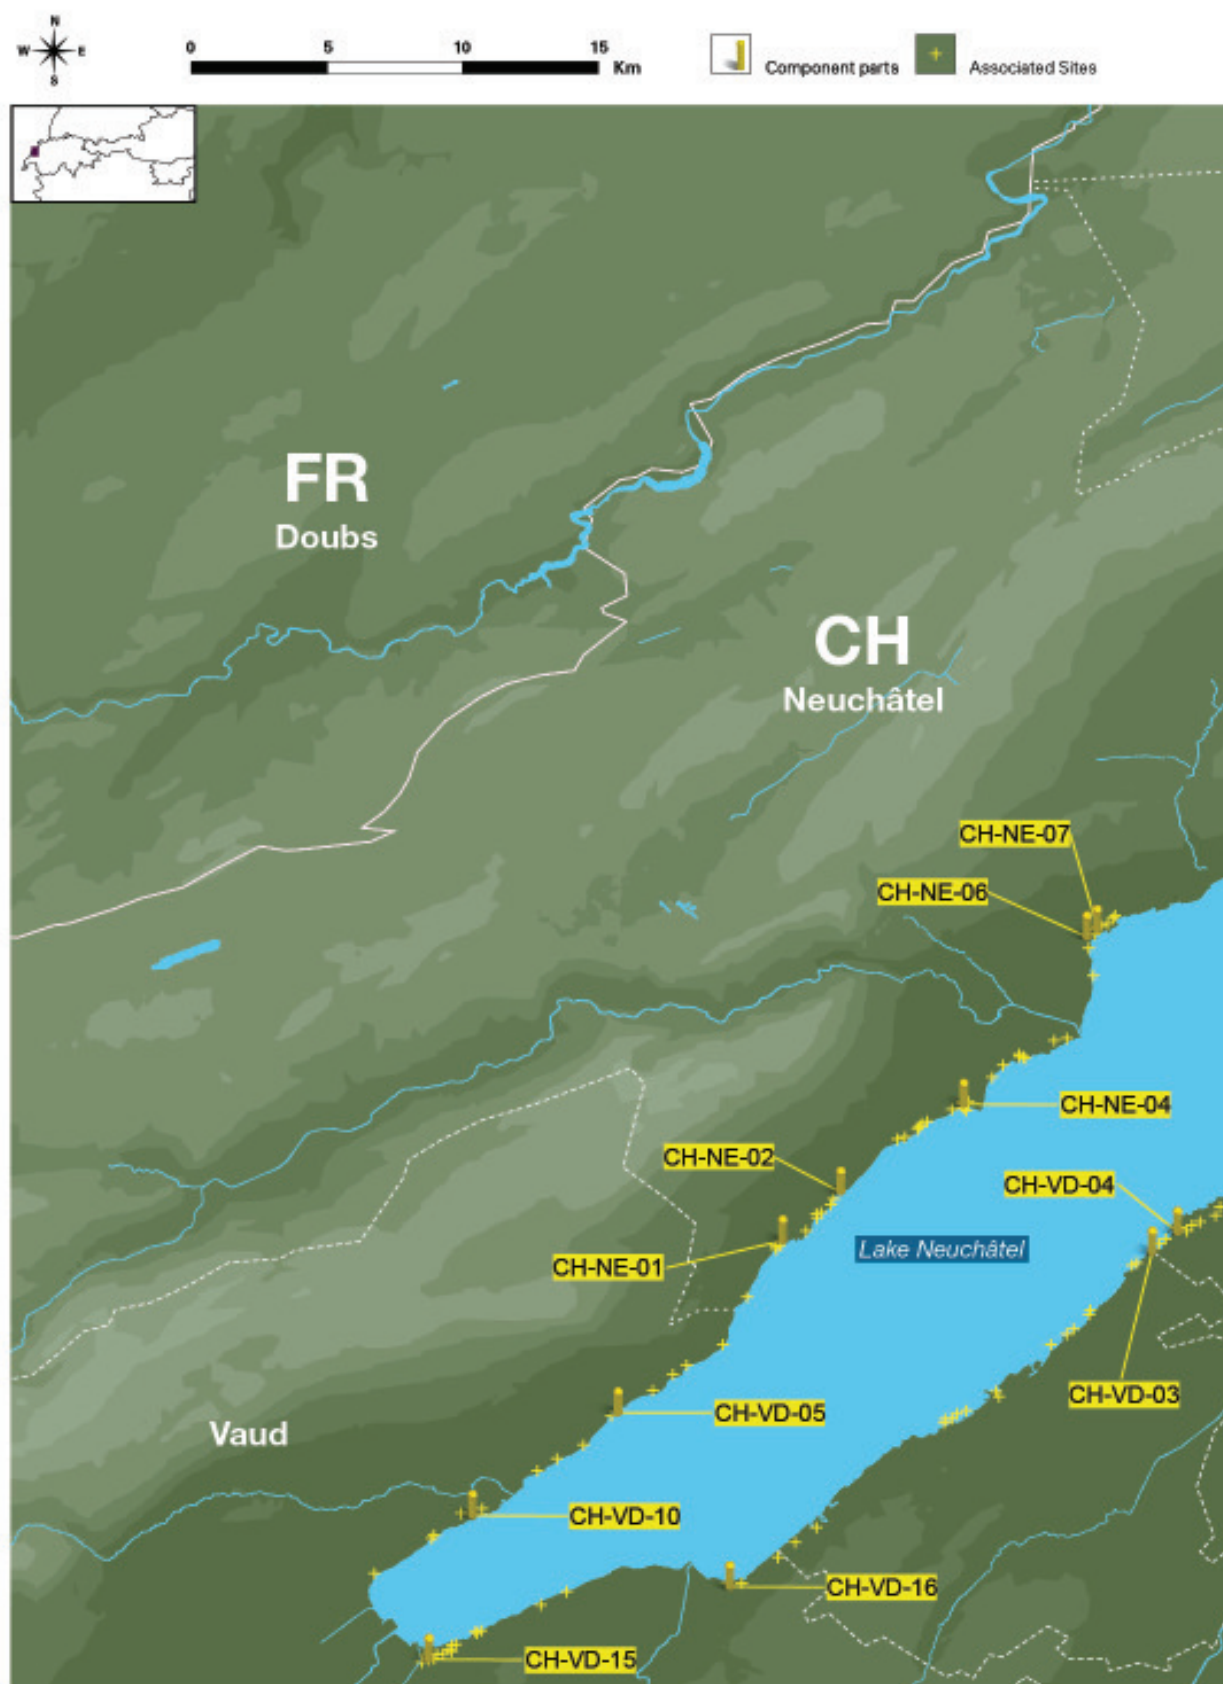 N
W E
S
0 5 10 15
Km
Component parts
Associated Sites
FR
Doubs
CH
Neuchâtel
CH-NE-07
CH-NE-06
CH-NE-04
CH-NE-02
CH-VD-04
Lake Neuchâtel
CH-NE-01
CH-VD-03
CH-VD-05
Vaud
CH-VD-10
CH-VD-16
CH-VD-15